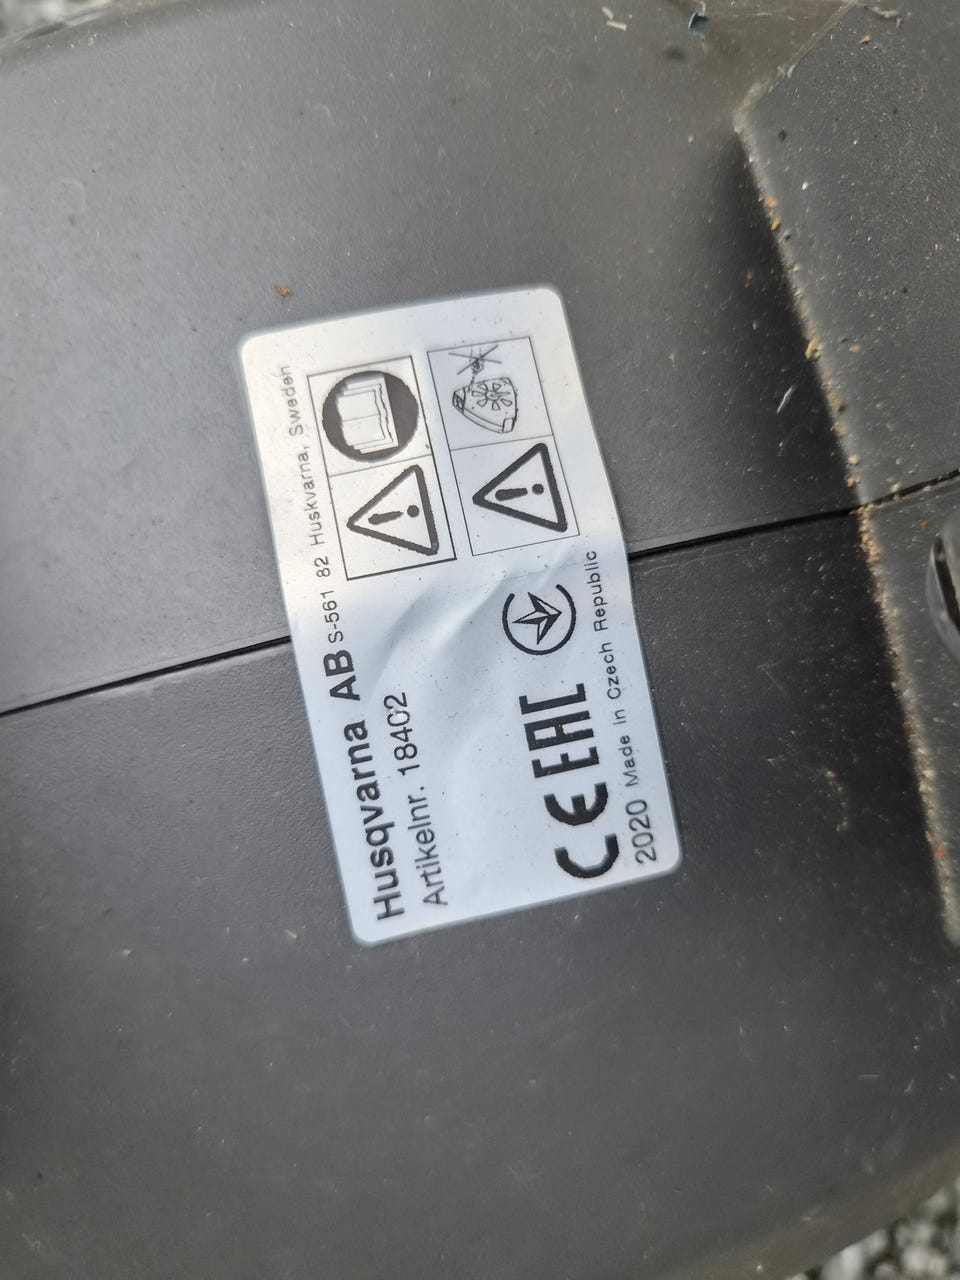 Husqvarna AB S-561 82 Huskvarna, Sweden
Artikelnr. 18402
CE EAC
2020 Made in Czech Republic